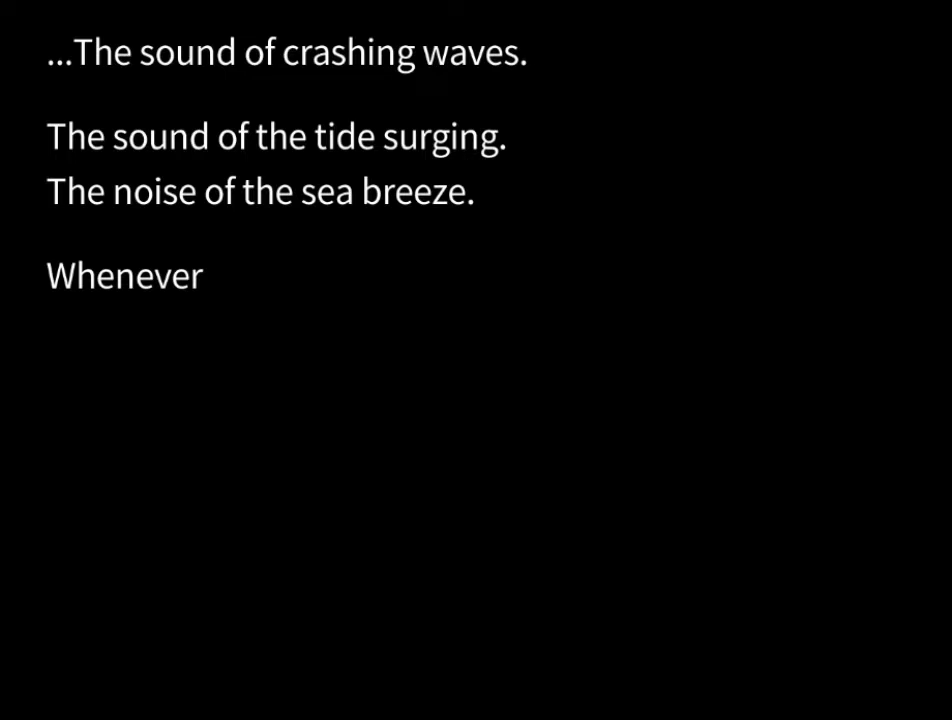 ...The sound of crashing waves.
The sound of the tide surging.
The noise of the sea breeze.
Whenever